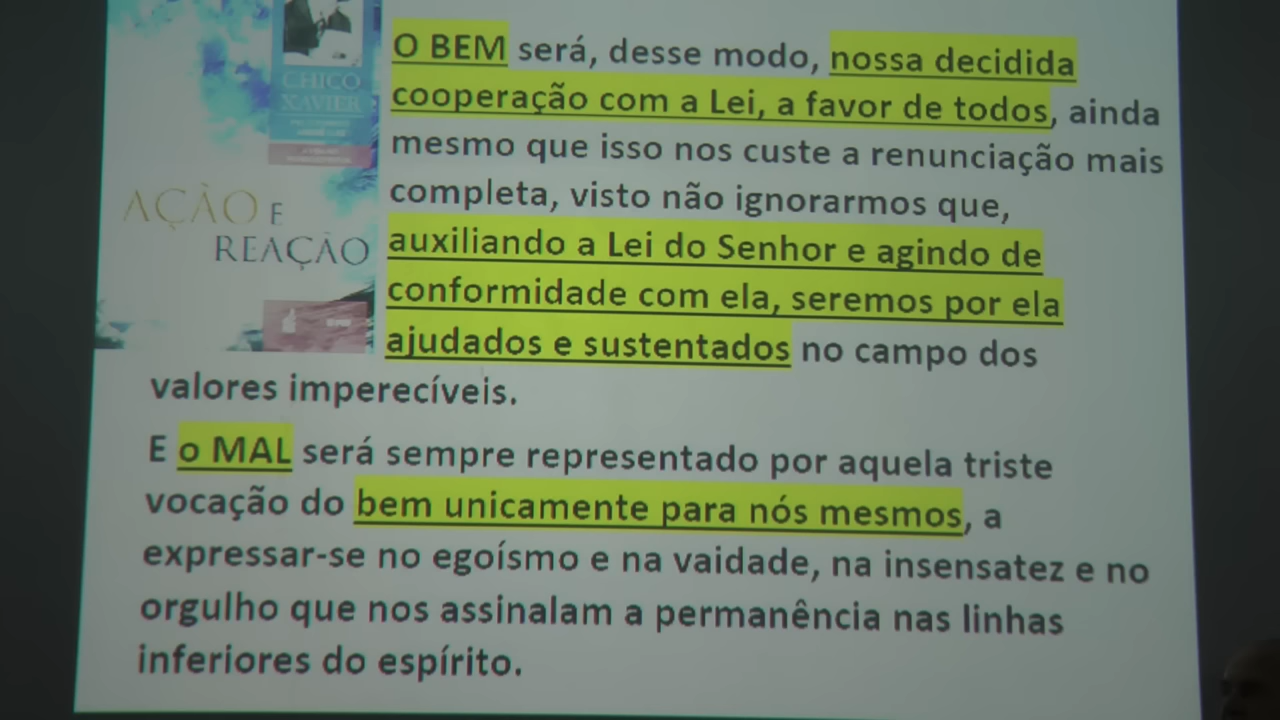 CHICO
XAVIER
AÇÃO E
REAÇÃO
O BEM será, desse modo, nossa decidida
cooperação com a Lei, a favor de todos, ainda
mesmo que isso nos custe a renunciação mais
completa, visto não ignorarmos que,
auxiliando a Lei do Senhor e agindo de
conformidade com ela, seremos por ela
ajudados e sustentados no campo dos
valores imperecíveis.
E o MAL será sempre representado por aquela triste
vocação do bem unicamente para nós mesmos, a
expressar-se no egoísmo e na vaidade, na insensatez e no
orgulho que nos assinalam a permanência nas linhas
inferiores do espírito.